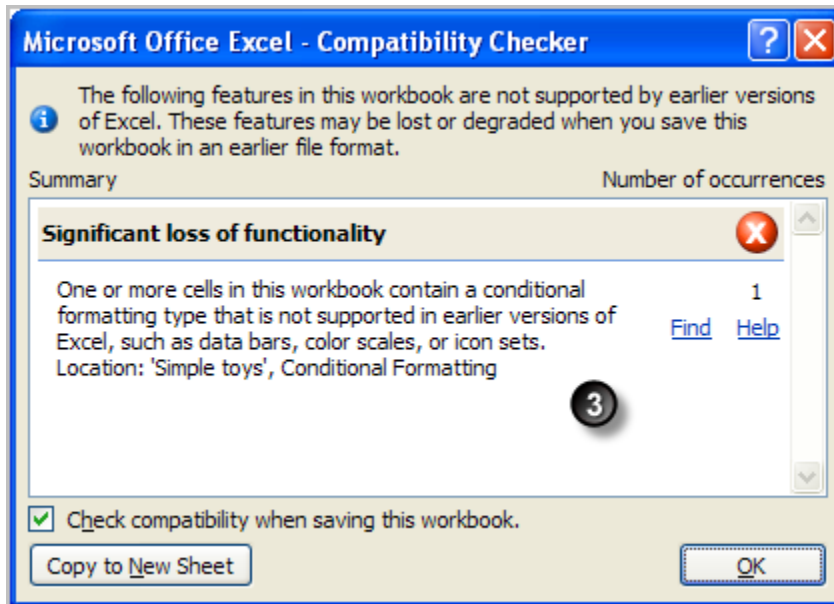 Microsoft Office Excel - Compatibility Checker
?
The following features in this workbook are not supported by earlier versions
of Excel. These features may be lost or degraded when you save this
workbook in an earlier file format.
Summary Number of occurrences
Significant loss of functionality
One or more cells in this workbook contain a conditional 1
formatting type that is not supported in earlier versions of
Excel, such as data bars, color scales, or icon sets. Find Help
Location: 'Simple toys', Conditional Formatting
3
Check compatibility when saving this workbook.
Copy to New Sheet OK